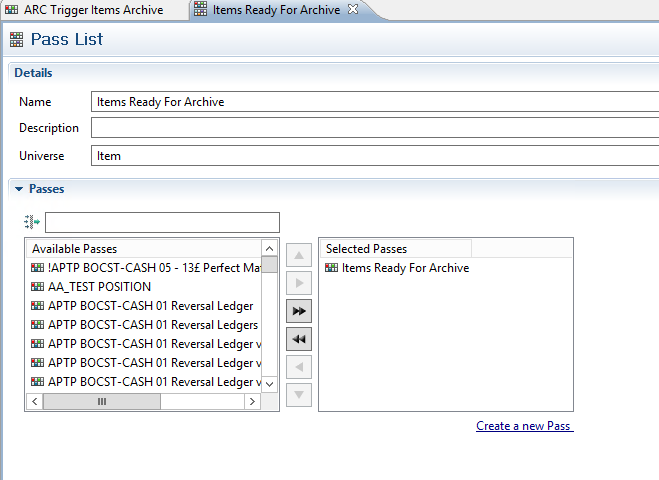 ARC Trigger Items Archive
Items Ready For Archive
Pass List
Details
Name
Items Ready For Archive
Description
Universe
Item
Passes
Available Passes
!APTP BOCST-CASH 05 - 13£ Perfect Ma
AA_TEST POSITION
APTP BOCST-CASH 01 Reversal Ledger
APTP BOCST-CASH 01 Reversal Ledgers
APTP BOCST-CASH 01 Reversal Ledger v
APTP BOCST-CASH 01 Reversal Ledger v
APTP BOCST-CASH 01 Reversal Ledger v
Selected Passes
Items Ready For Archive
Create a new Pass